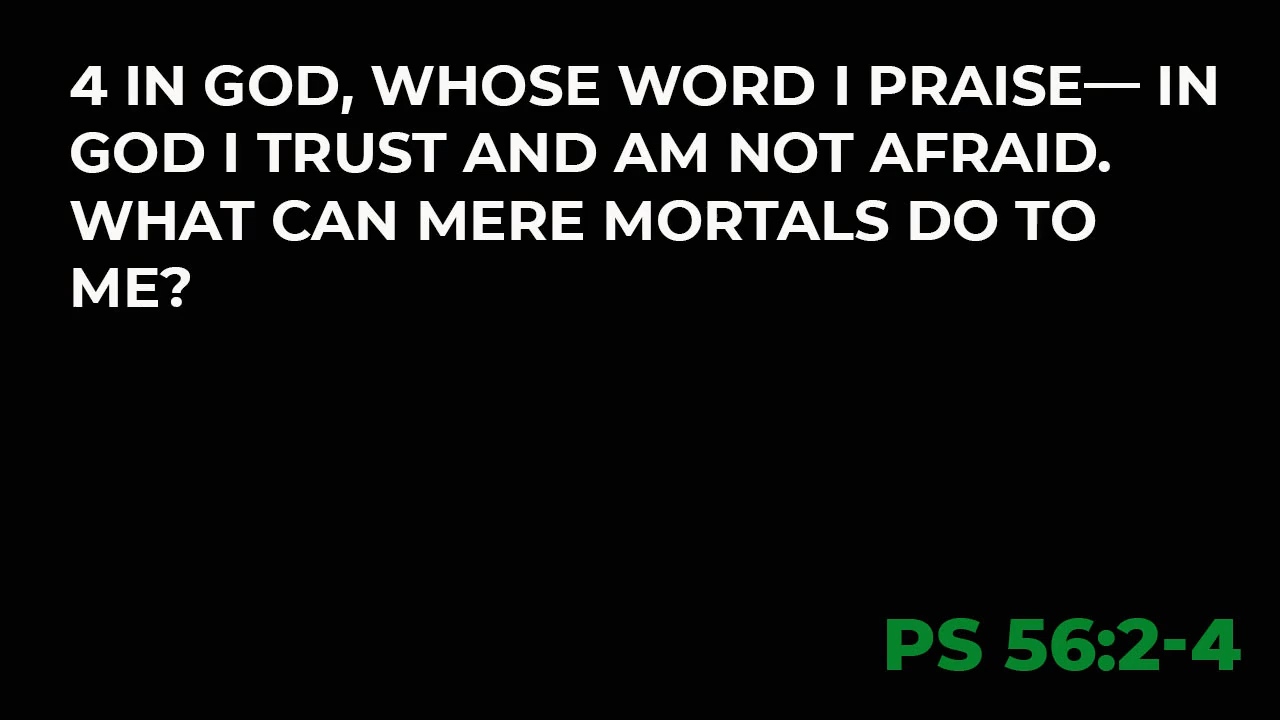 4 IN GOD, WHOSE WORD I PRAISE— IN
GOD I TRUST AND AM NOT AFRAID.
WHAT CAN MERE MORTALS DO TO
ME?
PS 56:2-4